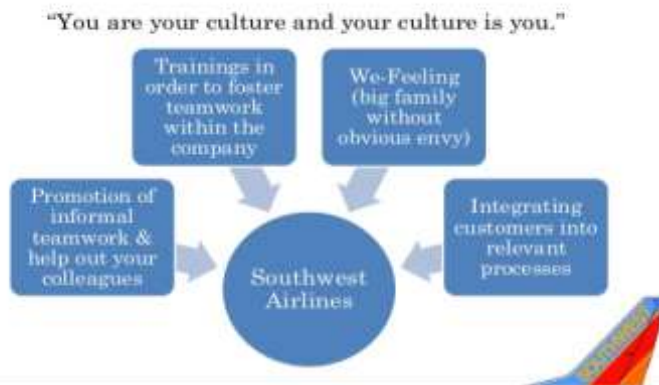 “You are your culture and your culture is you.”
Trainings in
order to foster
teamwork
within the
company
We-Feeling
(big family
without
obvious envy)
Promotion of
informal
teamwork &
help out your
colleagues
Integrating
customers into
relevant
processes
Southwest
Airlines